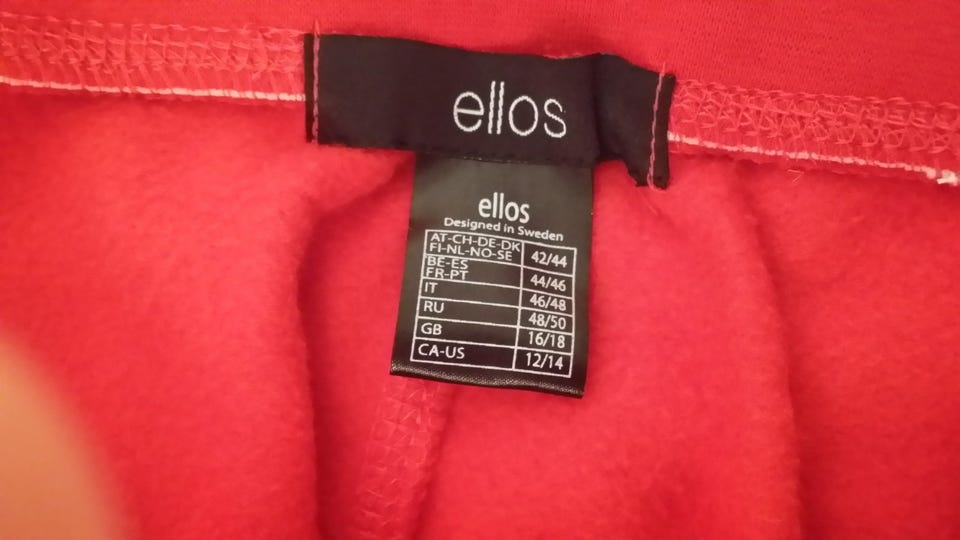 ellos
ellos
Designed in Sweden
AT-CH-DE-DK
FI-NL-NO-SE 42/44
BE-ES
FR-PT 44/46
IT 46/48
RU 48/50
GB 16/18
CA-US 12/14